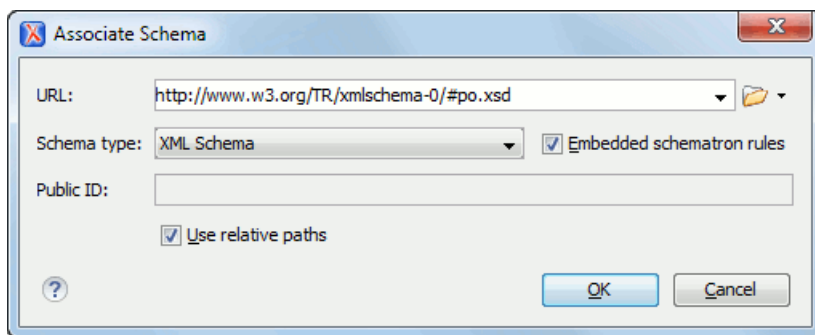 Associate Schema
URL: http://www.w3.org/TR/xmlschema-0/#po.xsd
Schema type: XML Schema Embedded schematron rules
Public ID:
Use relative paths
? OK Cancel